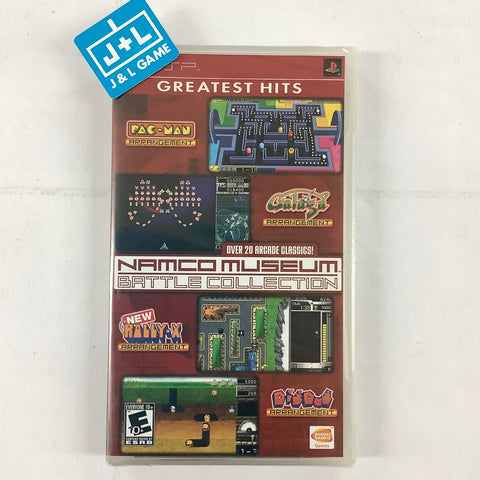 J+L
J & L GAME
PSP
GREATEST HITS
PAC-MAN
ARRANGEMENT
Galaga
ARRANGEMENT
OVER 20 ARCADE CLASSICS!
NAMCO MUSEUM
BATTLE COLLECTION
NEW
RALLY-X
ARRANGEMENT
DIG DUG
ARRANGEMENT
EVERYONE 10+
E
10+
ESRB
BANDAI
NAMCO
Games